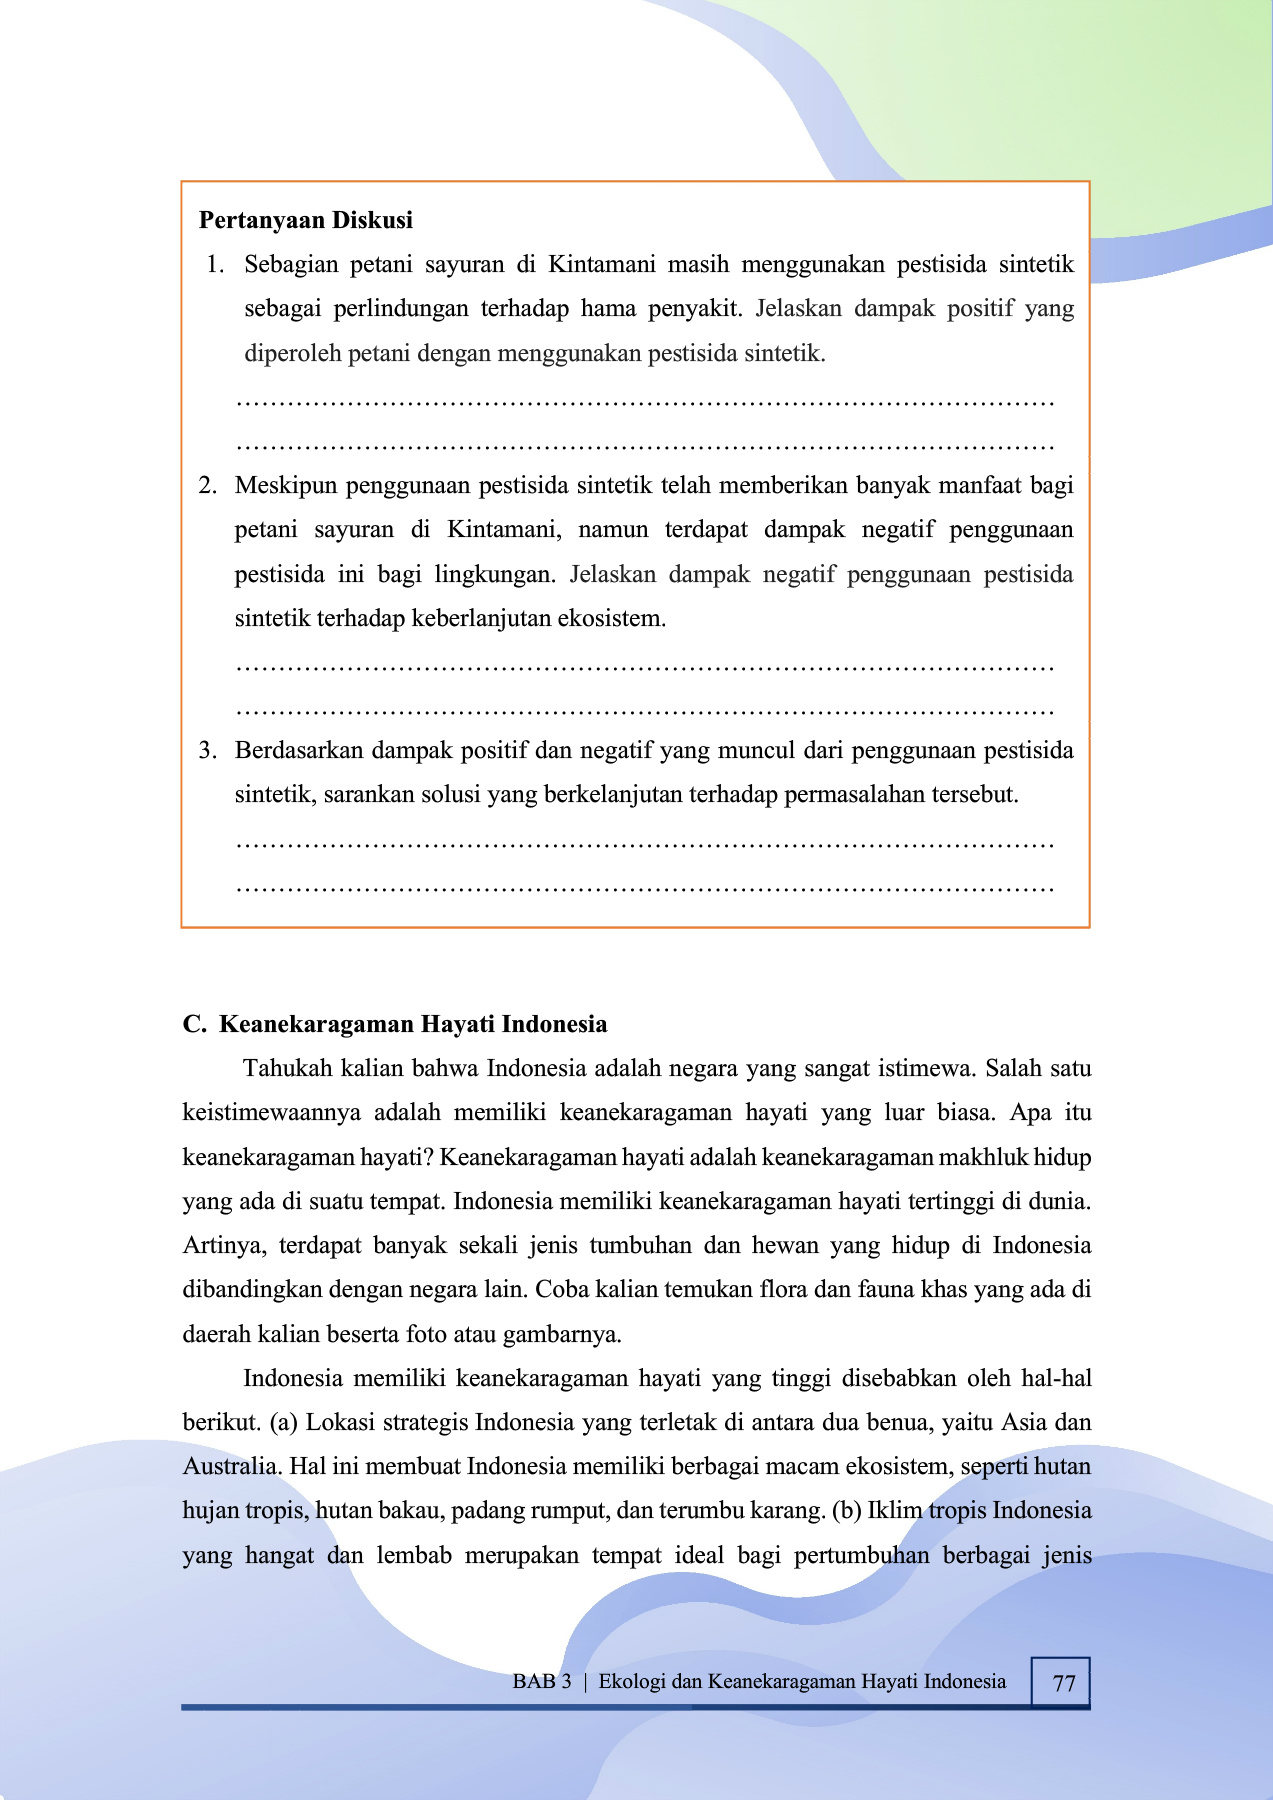 Pertanyaan Diskusi
1. Sebagian petani sayuran di Kintamani masih menggunakan pestisida sintetik
sebagai perlindungan terhadap hama penyakit. Jelaskan dampak positif yang
diperoleh petani dengan menggunakan pestisida sintetik.
................................................................................................
................................................................................................
2. Meskipun penggunaan pestisida sintetik telah memberikan banyak manfaat bagi
petani sayuran di Kintamani, namun terdapat dampak negatif penggunaan
pestisida ini bagi lingkungan. Jelaskan dampak negatif penggunaan pestisida
sintetik terhadap keberlanjutan ekosistem.
................................................................................................
................................................................................................
3. Berdasarkan dampak positif dan negatif yang muncul dari penggunaan pestisida
sintetik, sarankan solusi yang berkelanjutan terhadap permasalahan tersebut.
................................................................................................
................................................................................................
C. Keanekaragaman Hayati Indonesia
Tahukah kalian bahwa Indonesia adalah negara yang sangat istimewa. Salah satu
keistimewaannya adalah memiliki keanekaragaman hayati yang luar biasa. Apa itu
keanekaragaman hayati? Keanekaragaman hayati adalah keanekaragaman makhluk hidup
yang ada di suatu tempat. Indonesia memiliki keanekaragaman hayati tertinggi di dunia.
Artinya, terdapat banyak sekali jenis tumbuhan dan hewan yang hidup di Indonesia
dibandingkan dengan negara lain. Coba kalian temukan flora dan fauna khas yang ada di
daerah kalian beserta foto atau gambarnya.
Indonesia memiliki keanekaragaman hayati yang tinggi disebabkan oleh hal-hal
berikut. (a) Lokasi strategis Indonesia yang terletak di antara dua benua, yaitu Asia dan
Australia. Hal ini membuat Indonesia memiliki berbagai macam ekosistem, seperti hutan
hujan tropis, hutan bakau, padang rumput, dan terumbu karang. (b) Iklim tropis Indonesia
yang hangat dan lembab merupakan tempat ideal bagi pertumbuhan berbagai jenis
BAB 3 | Ekologi dan Keanekaragaman Hayati Indonesia 77